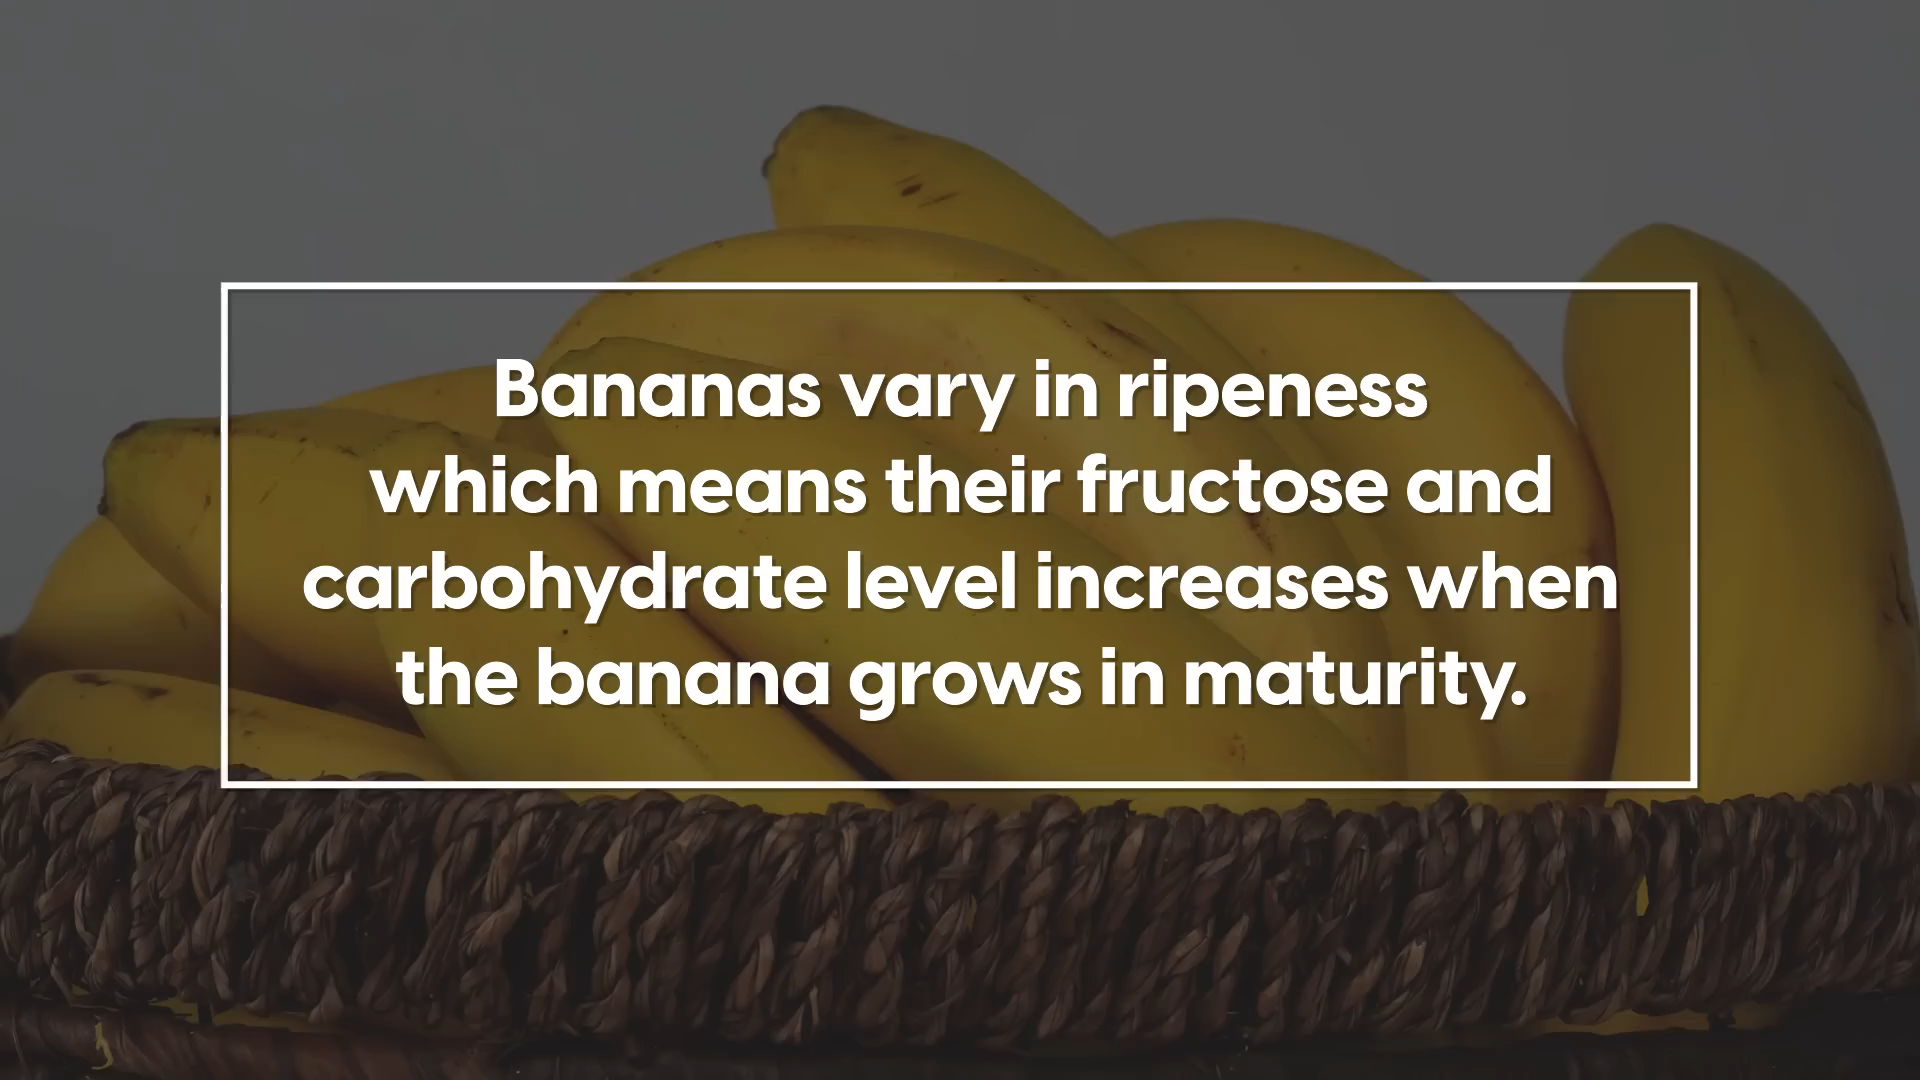 Bananas vary in ripeness
which means their fructose and
carbohydrate level increases when
the banana grows in maturity.